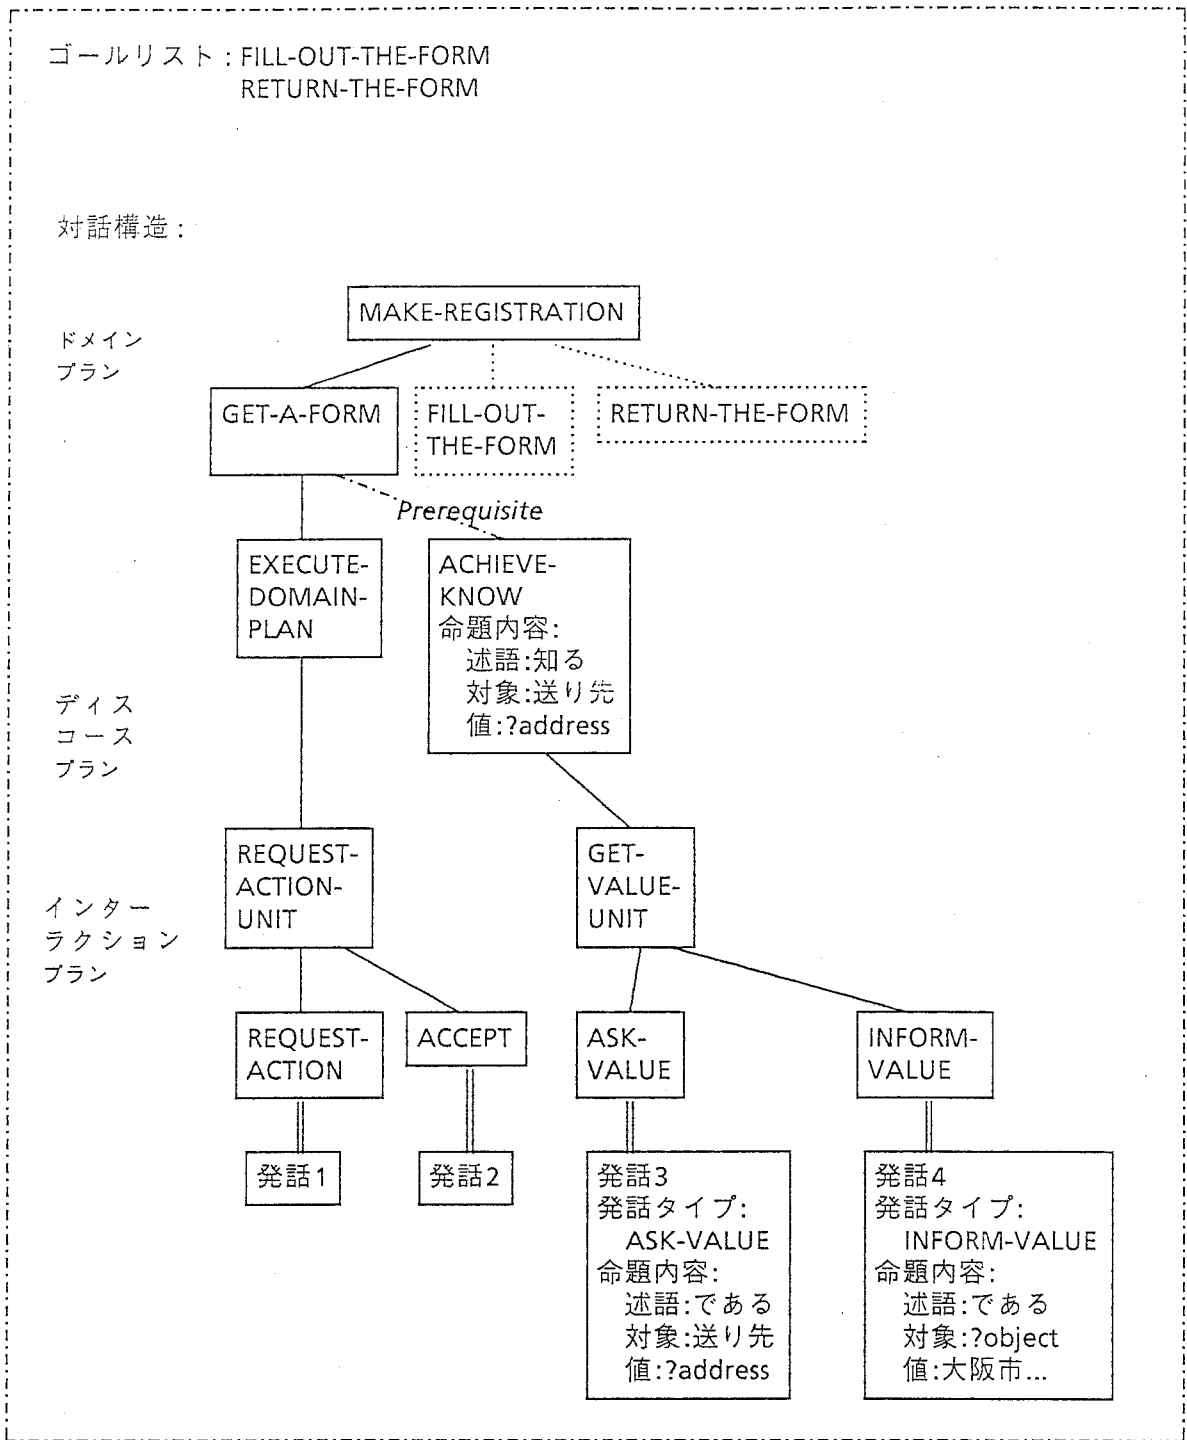 ゴールリスト:FILL-OUT-THE-FORM
RETURN-THE-FORM
対話構造:
MAKE-REGISTRATION
ドメイン
プラン
GET-A-FORM
FILL-OUT-
THE-FORM
RETURN-THE-FORM
Prerequisite
EXECUTE-
DOMAIN-
PLAN
ACHIEVE-
KNOW
命題内容:
述語:知る
対象:送り先
値:?address
ディス
コース
プラン
REQUEST-
ACTION-
UNIT
GET-
VALUE-
UNIT
インター
ラクション
プラン
REQUEST-
ACTION
ACCEPT
ASK-
VALUE
INFORM-
VALUE
発話1
発話2
発話3
発話タイプ:
ASK-VALUE
命題内容:
述語:である
対象:送り先
値:?address
発話4
発話タイプ:
INFORM-VALUE
命題内容:
述語:である
対象:?object
値:大阪市...